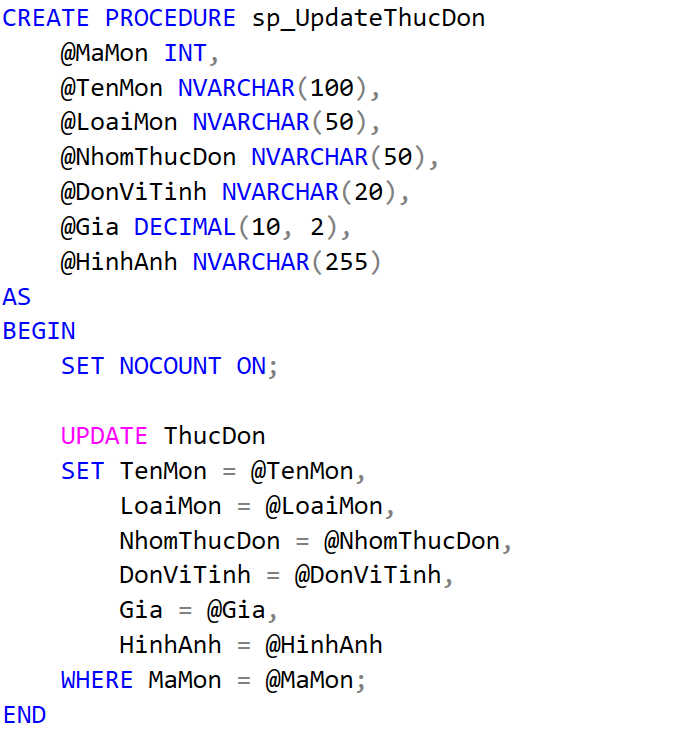 CREATE PROCEDURE sp_UpdateThucDon
    @MaMon INT,
    @TenMon NVARCHAR(100),
    @LoaiMon NVARCHAR(50),
    @NhomThucDon NVARCHAR(50),
    @DonViTinh NVARCHAR(20),
    @Gia DECIMAL(10, 2),
    @HinhAnh NVARCHAR(255)
AS
BEGIN
    SET NOCOUNT ON;

    UPDATE ThucDon
    SET TenMon = @TenMon,
        LoaiMon = @LoaiMon,
        NhomThucDon = @NhomThucDon,
        DonViTinh = @DonViTinh,
        Gia = @Gia,
        HinhAnh = @HinhAnh
    WHERE MaMon = @MaMon;
END